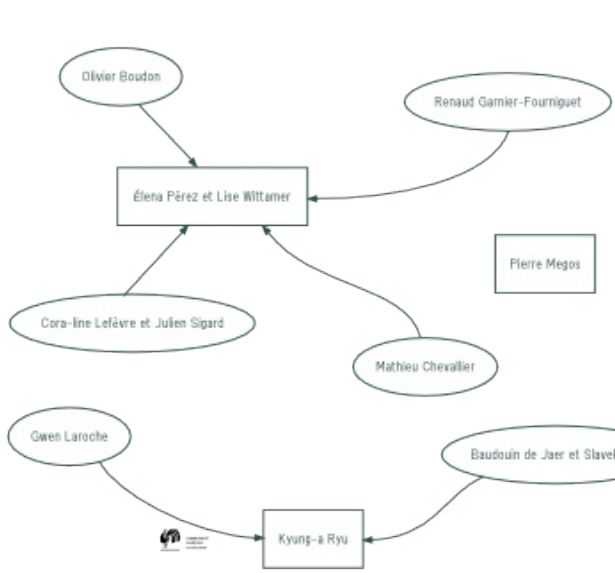 Olivier Boudon
Renaud Garnier-Fourniguet
Élena Pérez et Lise Wittamer
Pierre Megos
Cora-line Lefèvre et Julien Sigard
Mathieu Chevallier
Gwen Laroche
Baudouin de Jaer et Slave
Kyung-a Ryu